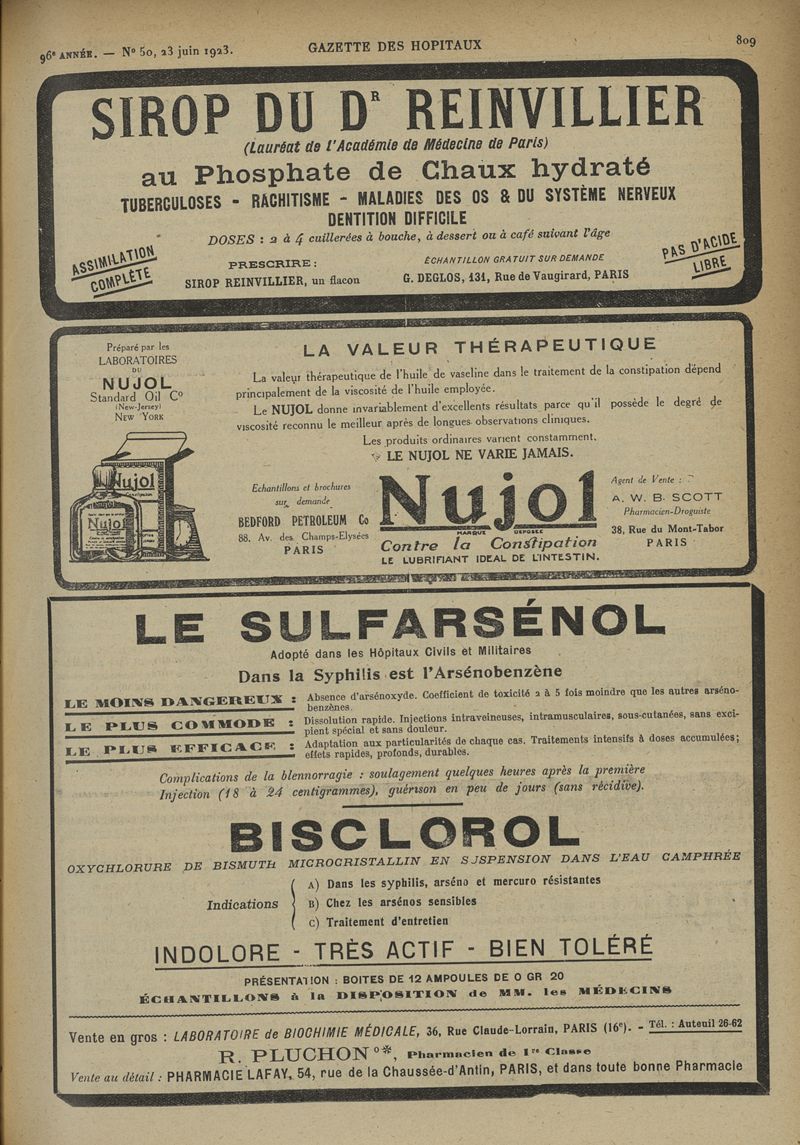 96e ANNÉE. — No 50, 23 juin 1923.
GAZETTE DES HOPITAUX
809
SIROP DU DR REINVILLIER
(Lauréat de l'Académie de Médecine de Paris)
au Phosphate de Chaux hydraté
TUBERCULOSES - RACHITISME - MALADIES DES OS & DU SYSTÈME NERVEUX
DENTITION DIFFICILE
DOSES : 2 à 4 cuillerées à bouche, à dessert ou à café suivant l'âge
ASSIMILATION
COMPLÈTE
PRESCRIRE :
SIROP REINVILLIER, un flacon
ÉCHANTILLON GRATUIT SUR DEMANDE
G. DEGLOS, 131, Rue de Vaugirard, PARIS
PAS D'ACIDE
LIBRE
Préparé par les
LABORATOIRES
DU
NUJOL
Standard Oil Co
(New-Jersey)
NEW YORK
Nujol
Nujol
LA VALEUR THÉRAPEUTIQUE
La valeur thérapeutique de l'huile de vaseline dans le traitement de la constipation dépend
principalement de la viscosité de l'huile employée.
Le NUJOL donne invariablement d'excellents résultats parce qu'il possède le degré de
viscosité reconnu le meilleur après de longues observations cliniques.
Les produits ordinaires varient constamment.
LE NUJOL NE VARIE JAMAIS.
Echantillons et brochures
sur demande
BEDFORD PETROLEUM Co
88, Av. des Champs-Elysées
PARIS
Nujol
MARQUE DÉPOSÉE
Contre la Constipation
LE LUBRIFIANT IDEAL DE L'INTESTIN.
Agent de Vente :
A. W. B. SCOTT
Pharmacien-Droguiste
38, Rue du Mont-Tabor
PARIS
LE SULFARSÉNOL
Adopté dans les Hôpitaux Civils et Militaires
Dans la Syphilis est l'Arsénobenzène
LE MOINS DANGEREUX : Absence d'arsénoxyde. Coefficient de toxicité 2 à 5 fois moindre que les autres arséno-
benzènes.
LE PLUS COMMODE : Dissolution rapide. Injections intraveineuses, intramusculaires, sous-cutanées, sans exci-
pient spécial et sans douleur.
LE PLUS EFFICACE : Adaptation aux particularités de chaque cas. Traitements intensifs à doses accumulées;
effets rapides, profonds, durables.
Complications de la blennorragie : soulagement quelques heures après la première
Injection (18 à 24 centigrammes), guérison en peu de jours (sans récidive).
BISCLOROL
OXYCHLORURE DE BISMUTH MICROCRISTALLIN EN SUSPENSION DANS L'EAU CAMPHRÉE
Indications
A) Dans les syphilis, arséno et mercuro résistantes
B) Chez les arsénos sensibles
C) Traitement d'entretien
INDOLORE - TRÈS ACTIF - BIEN TOLÉRÉ
PRÉSENTATION : BOITES DE 12 AMPOULES DE 0 GR 20
ÉCHANTILLONS à la DISPOSITION de MM. les MÉDECINS
Vente en gros : LABORATOIRE de BIOCHIMIE MÉDICALE, 36, Rue Claude-Lorrain, PARIS (16e). - Tél. : Auteuil 26-62
R. PLUCHON O*, Pharmacien de 1re Classe
Vente au détail : PHARMACIE LAFAY, 54, rue de la Chaussée-d'Antin, PARIS, et dans toute bonne Pharmacie